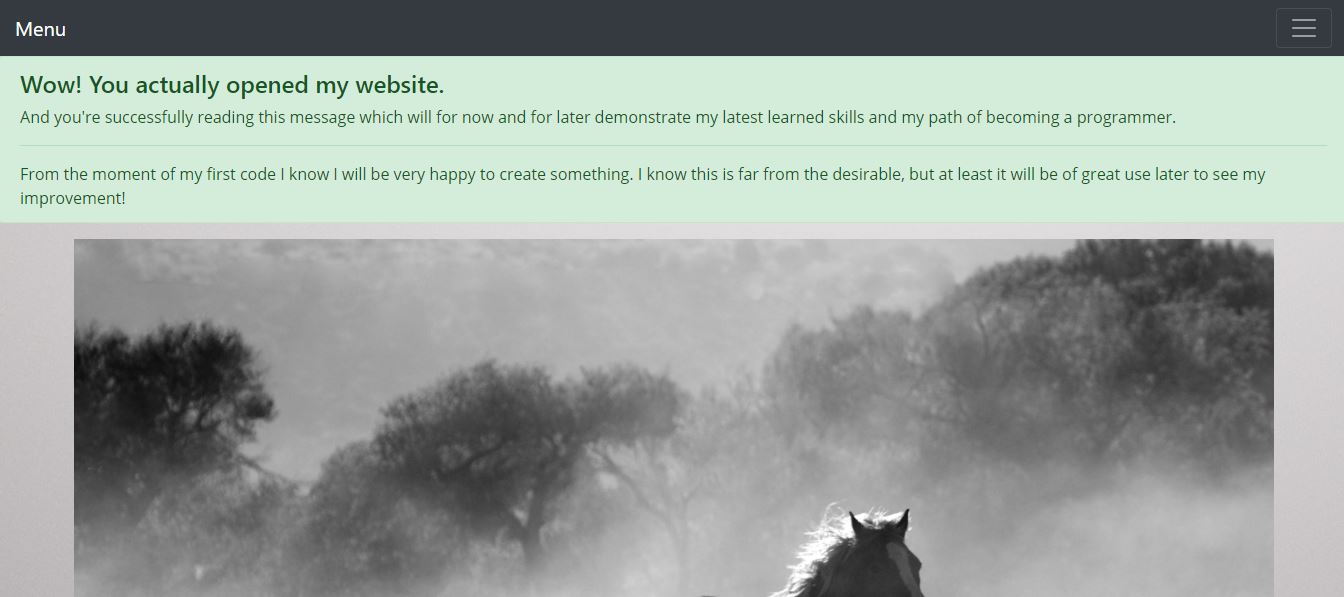 Menu
Wow! You actually opened my website.
And you're successfully reading this message which will for now and for later demonstrate my latest learned skills and my path of becoming a programmer.
From the moment of my first code I know I will be very happy to create something. I know this is far from the desirable, but at least it will be of great use later to see my
improvement!